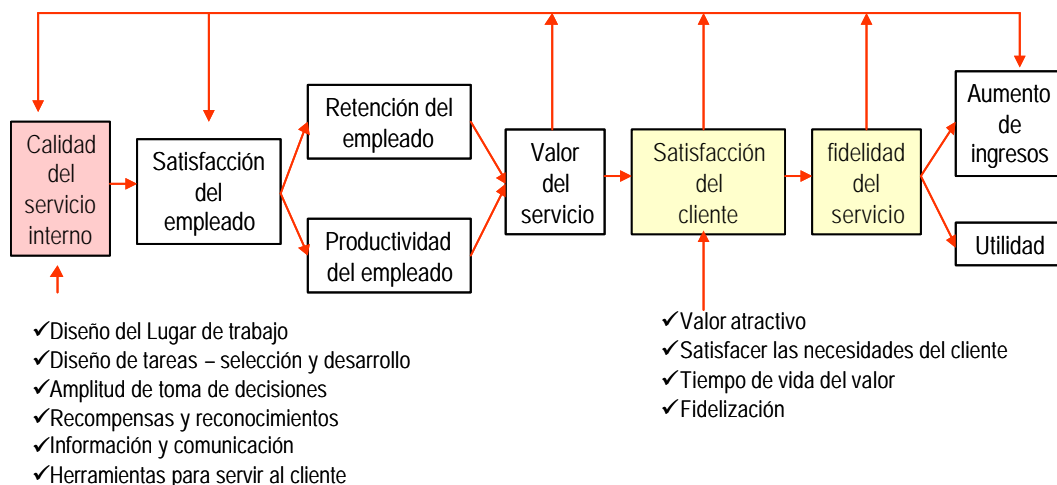 Calidad
del
servicio
interno
Satisfacción del
empleado
Retención del
empleado
Productividad
del empleado
Valor
del
servicio
Satisfacción
del
cliente
fidelidad
del
servicio
Aumento
de
ingresos
Utilidad
✓Diseño del Lugar de trabajo
✓Diseño de tareas – selección y desarrollo
✓Amplitud de toma de decisiones
✓Recompensas y reconocimientos
✓Información y comunicación
✓Herramientas para servir al cliente
✓Valor atractivo
✓Satisfacer las necesidades del cliente
✓Tiempo de vida del valor
✓Fidelización